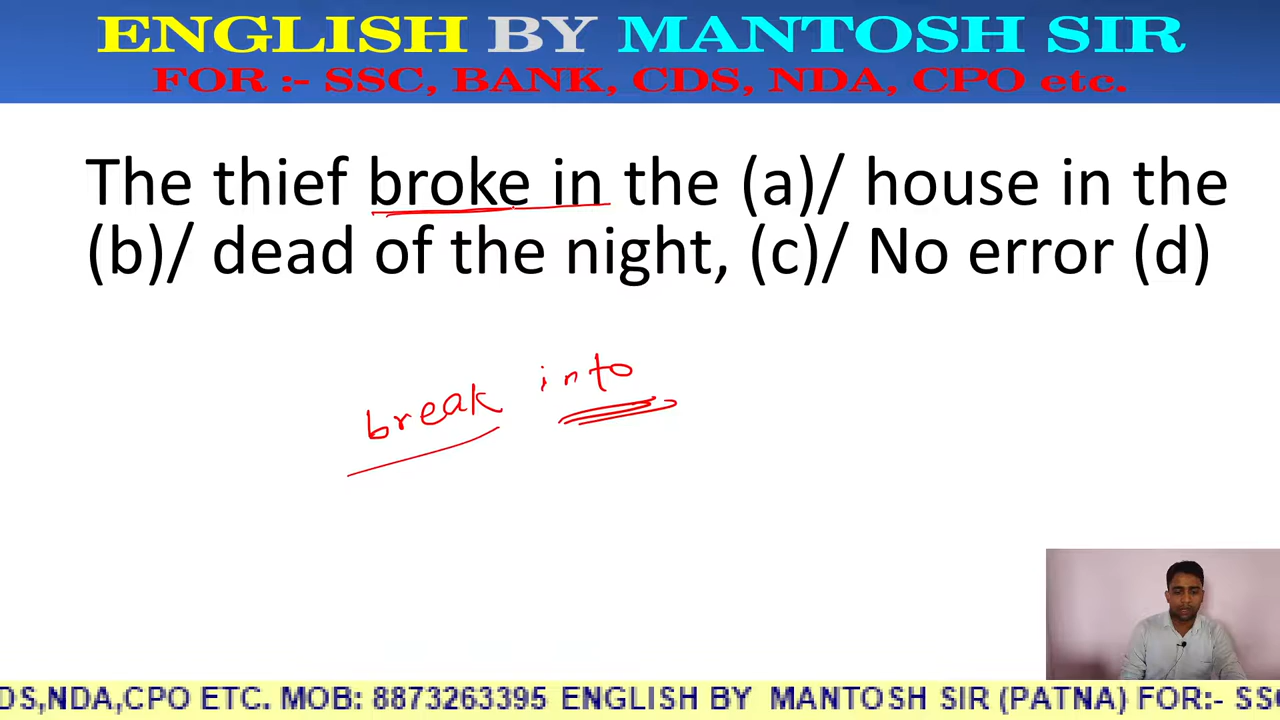 ENGLISH BY MANTOSH SIR
FOR :- SSC, BANK, CDS, NDA, CPO etc.
The thief broke in the (a)/ house in the
(b)/ dead of the night, (c)/ No error (d)
break into
DS,NDA,CPO ETC. MOB: 8873263395 ENGLISH BY MANTOSH SIR (PATNA) FOR:- SS